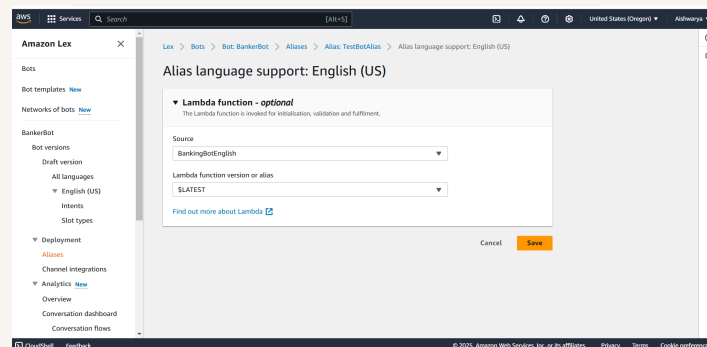 aws
Services
Search
[Alt+S]
United States (Oregon)
Aishwarya
Amazon Lex
Bots
Bot templates New
Networks of bots New
BankerBot
Bot versions
Draft version
All languages
English (US)
Intents
Slot types
Deployment
Aliases
Channel integrations
Analytics New
Overview
Conversation dashboard
Conversation flows
Lex > Bots > Bot: BankerBot > Aliases > Alias: TestBotAlias > Alias language support: English (US)
Alias language support: English (US)
Lambda function - optional
The Lambda function is invoked for initialisation, validation and fulfilment.
Source
BankingBotEnglish
Lambda function version or alias
$LATEST
Find out more about Lambda
Cancel
Save
CloudShell
Feedback
© 2025, Amazon Web Services, Inc. or its affiliates.
Privacy
Terms
Cookie preferences